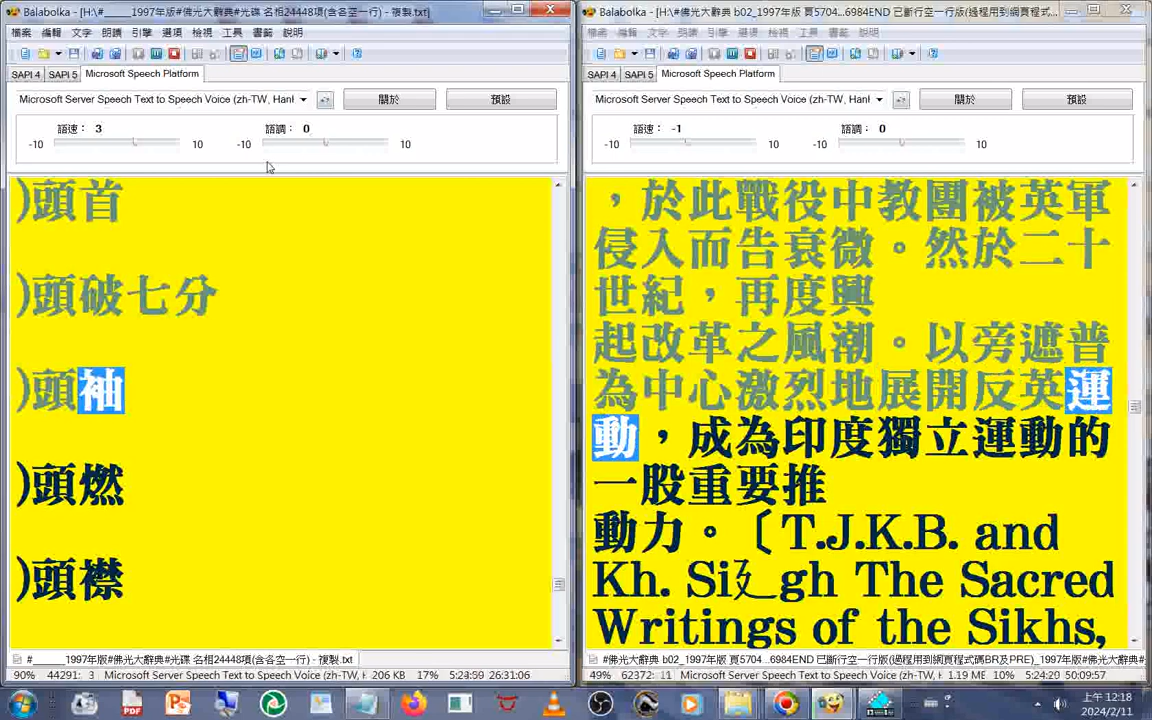 Balabolka - [H:\#_____1997年版#佛光大辭典#光碟 名相24448項(含各空一行) - 複製.txt]
檔案 編輯 文字 朗讀 引擎 選項 檢視 工具 書籤 說明
SAPI 4 SAPI 5 Microsoft Speech Platform
Microsoft Server Speech Text to Speech Voice (zh-TW, Hanl
關於 預設
語速： 3 語調： 0
-10 10 -10 10
)頭首
)頭破七分
)頭袖
)頭燃
)頭襟
#_____1997年版#佛光大辭典#光碟 名相24448項(含各空一行) - 複製.txt
90% 44291: 3 Microsoft Server Speech Text to Speech Voice (zh-TW, H 206 KB 17% 5:24:59 26:31:06
Balabolka - [H:\#佛光大辭典 b02_1997年版 頁5704...6984END 已斷行空一行版(過程用到網頁程式...
檔案 編輯 文字 朗讀 引擎 選項 檢視 工具 書籤 說明
SAPI 4 SAPI 5 Microsoft Speech Platform
Microsoft Server Speech Text to Speech Voice (zh-TW, Hanl
關於 預設
語速： -1 語調： 0
-10 10 -10 10
，於此戰役中教團被英軍
侵入而告衰微。然於二十
世紀，再度興
起改革之風潮。以旁遮普
為中心激烈地展開反英運
動，成為印度獨立運動的
一股重要推
動力。〔T.J.K.B. and
Kh. Si廴gh The Sacred
Writings of the Sikhs,
#佛光大辭典 b02_1997年版 頁5704...6984END 已斷行空一行版(過程用到網頁程式碼BR及PRE)_1997年版#佛光大辭典#
49% 62372: 11 Microsoft Server Speech Text to Speech Voice (zh-TW, H 1.19 ME 10% 5:24:20 50:09:57
上午 12:18
2024/2/11